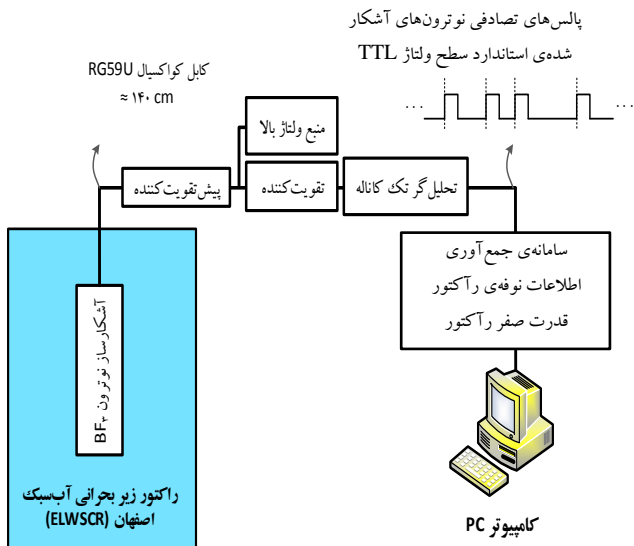 پالس‌های تصادفی نوترون‌های آشکار
شده‌ی استاندارد سطح ولتاژ TTL
کابل کواکسیال RG59U
≈ ۱۴۰ cm
. . .
. . .
منبع ولتاژ بالا
پیش‌تقویت‌کننده
تقویت‌کننده
تحلیل‌گر تک کاناله
سامانه‌ی جمع‌آوری
اطلاعات نوفه‌ی رآکتور
قدرت صفر رآکتور
آشکارساز نوترون BF۳
راکتور زیر بحرانی آب‌سبک
اصفهان (ELWSCR)
کامپیوتر PC